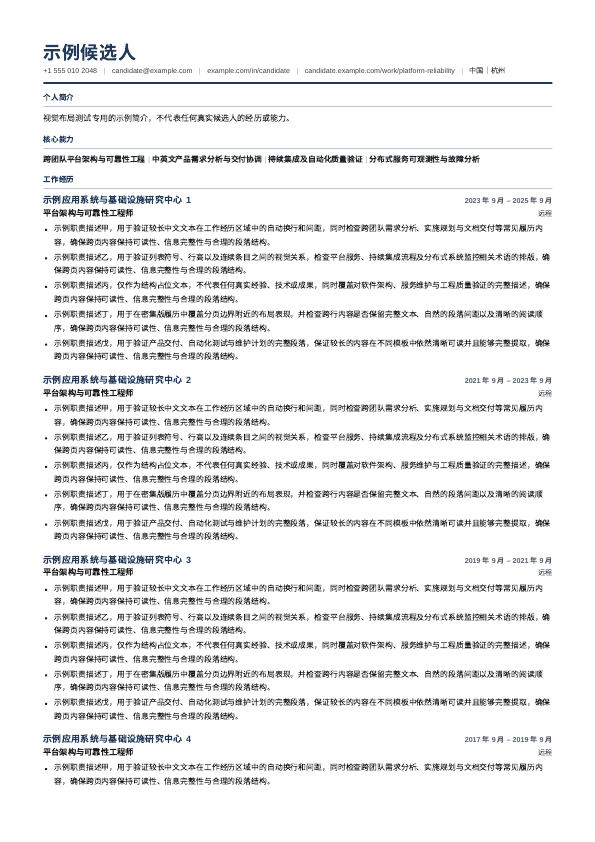 示例候选人
+1 555 010 2048 | candidate@example.com | example.com/in/candidate | candidate.example.com/work/platform-reliability | 中国｜杭州
个人简介
视觉布局测试专用的示例简介，不代表任何真实候选人的经历或能力。
核心能力
跨团队平台架构与可靠性工程 | 中英文产品需求分析与交付协调 | 持续集成及自动化质量验证 | 分布式服务可观测性与故障分析
工作经历
示例应用系统与基础设施研究中心 1 2023 年 9 月 – 2025 年 9 月
平台架构与可靠性工程师 远程
• 示例职责描述甲，用于验证较长中文文本在工作经历区域中的自动换行和间距，同时检查跨团队需求分析、实施规划与文档交付等常见履历内
容，确保跨页内容保持可读性、信息完整性与合理的段落结构。
• 示例职责描述乙，用于验证列表符号、行高以及连续条目之间的视觉关系，检查平台服务、持续集成流程及分布式系统监控相关术语的排版，确
保跨页内容保持可读性、信息完整性与合理的段落结构。
• 示例职责描述丙，仅作为结构占位文本，不代表任何真实经验、技术或成果，同时覆盖对软件架构、服务维护与工程质量验证的完整描述，确保
跨页内容保持可读性、信息完整性与合理的段落结构。
• 示例职责描述丁，用于在密集版履历中覆盖分页边界附近的布局表现，并检查跨行内容是否保留完整文本、自然的段落间距以及清晰的阅读顺
序，确保跨页内容保持可读性、信息完整性与合理的段落结构。
• 示例职责描述戊，用于验证产品交付、自动化测试与维护计划的完整段落，保证较长的内容在不同模板中依然清晰可读并且能够完整提取，确保
跨页内容保持可读性、信息完整性与合理的段落结构。
示例应用系统与基础设施研究中心 2 2021 年 9 月 – 2023 年 9 月
平台架构与可靠性工程师 远程
• 示例职责描述甲，用于验证较长中文文本在工作经历区域中的自动换行和间距，同时检查跨团队需求分析、实施规划与文档交付等常见履历内
容，确保跨页内容保持可读性、信息完整性与合理的段落结构。
• 示例职责描述乙，用于验证列表符号、行高以及连续条目之间的视觉关系，检查平台服务、持续集成流程及分布式系统监控相关术语的排版，确
保跨页内容保持可读性、信息完整性与合理的段落结构。
• 示例职责描述丙，仅作为结构占位文本，不代表任何真实经验、技术或成果，同时覆盖对软件架构、服务维护与工程质量验证的完整描述，确保
跨页内容保持可读性、信息完整性与合理的段落结构。
• 示例职责描述丁，用于在密集版履历中覆盖分页边界附近的布局表现，并检查跨行内容是否保留完整文本、自然的段落间距以及清晰的阅读顺
序，确保跨页内容保持可读性、信息完整性与合理的段落结构。
• 示例职责描述戊，用于验证产品交付、自动化测试与维护计划的完整段落，保证较长的内容在不同模板中依然清晰可读并且能够完整提取，确保
跨页内容保持可读性、信息完整性与合理的段落结构。
示例应用系统与基础设施研究中心 3 2019 年 9 月 – 2021 年 9 月
平台架构与可靠性工程师 远程
• 示例职责描述甲，用于验证较长中文文本在工作经历区域中的自动换行和间距，同时检查跨团队需求分析、实施规划与文档交付等常见履历内
容，确保跨页内容保持可读性、信息完整性与合理的段落结构。
• 示例职责描述乙，用于验证列表符号、行高以及连续条目之间的视觉关系，检查平台服务、持续集成流程及分布式系统监控相关术语的排版，确
保跨页内容保持可读性、信息完整性与合理的段落结构。
• 示例职责描述丙，仅作为结构占位文本，不代表任何真实经验、技术或成果，同时覆盖对软件架构、服务维护与工程质量验证的完整描述，确保
跨页内容保持可读性、信息完整性与合理的段落结构。
• 示例职责描述丁，用于在密集版履历中覆盖分页边界附近的布局表现，并检查跨行内容是否保留完整文本、自然的段落间距以及清晰的阅读顺
序，确保跨页内容保持可读性、信息完整性与合理的段落结构。
• 示例职责描述戊，用于验证产品交付、自动化测试与维护计划的完整段落，保证较长的内容在不同模板中依然清晰可读并且能够完整提取，确保
跨页内容保持可读性、信息完整性与合理的段落结构。
示例应用系统与基础设施研究中心 4 2017 年 9 月 – 2019 年 9 月
平台架构与可靠性工程师 远程
• 示例职责描述甲，用于验证较长中文文本在工作经历区域中的自动换行和间距，同时检查跨团队需求分析、实施规划与文档交付等常见履历内
容，确保跨页内容保持可读性、信息完整性与合理的段落结构。